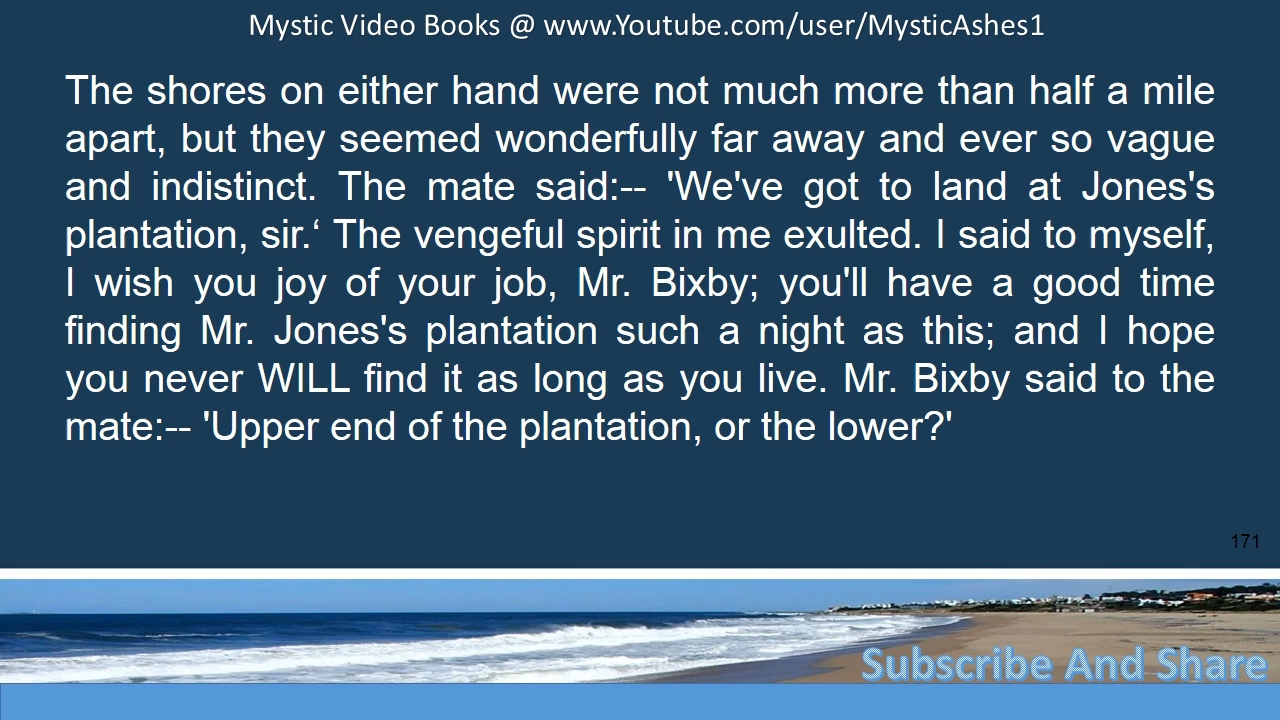 Mystic Video Books @ www.Youtube.com/user/MysticAshes1
The shores on either hand were not much more than half a mile
apart, but they seemed wonderfully far away and ever so vague
and indistinct. The mate said:-- 'We've got to land at Jones's
plantation, sir.‘ The vengeful spirit in me exulted. I said to myself,
I wish you joy of your job, Mr. Bixby; you'll have a good time
finding Mr. Jones's plantation such a night as this; and I hope
you never WILL find it as long as you live. Mr. Bixby said to the
mate:-- 'Upper end of the plantation, or the lower?'
171
Subscribe And Share